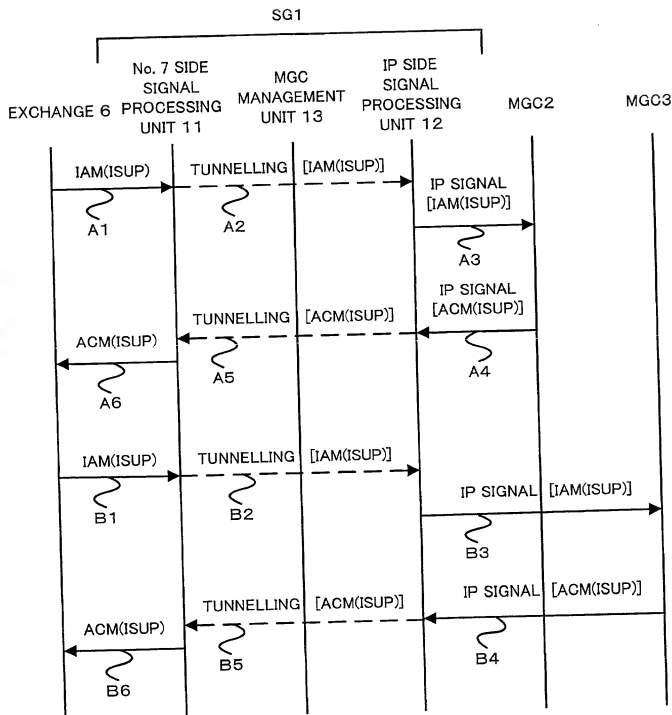 SG1
EXCHANGE 6
No. 7 SIDE
SIGNAL
PROCESSING
UNIT 11
MGC
MANAGEMENT
UNIT 13
IP SIDE
SIGNAL
PROCESSING
UNIT 12
MGC2
MGC3
IAM(ISUP)
TUNNELLING [IAM(ISUP)]
A1
A2
IP SIGNAL
[IAM(ISUP)]
A3
IP SIGNAL
[ACM(ISUP)]
A4
TUNNELLING [ACM(ISUP)]
A5
ACM(ISUP)
A6
IAM(ISUP)
TUNNELLING [IAM(ISUP)]
B1
B2
IP SIGNAL [IAM(ISUP)]
B3
IP SIGNAL [ACM(ISUP)]
B4
TUNNELLING [ACM(ISUP)]
B5
ACM(ISUP)
B6